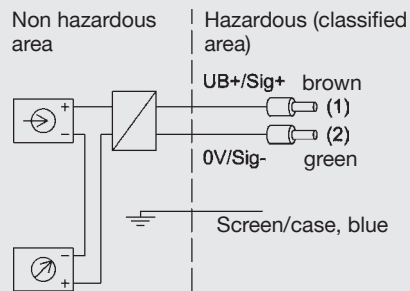 Non hazardous
area
Hazardous (classified
area)
UB+/Sig+ brown
(1)
(2)
0V/Sig- green
Screen/case, blue
+
−
−
+